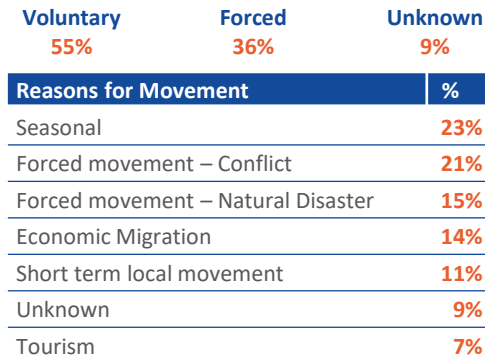 Voluntary Forced Unknown
55% 36% 9%
Reasons for Movement %
Seasonal 23%
Forced movement – Conflict 21%
Forced movement – Natural Disaster 15%
Economic Migration 14%
Short term local movement 11%
Unknown 9%
Tourism 7%